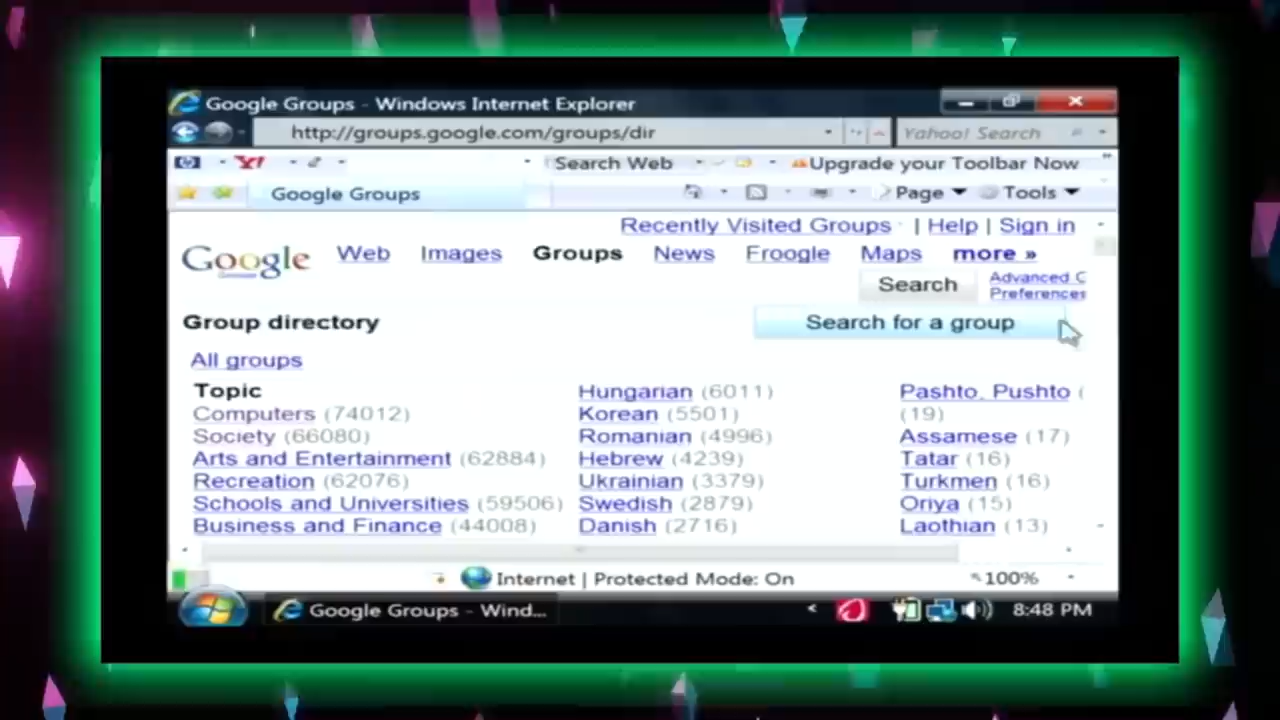 Google Groups - Windows Internet Explorer
http://groups.google.com/groups/dir
Yahoo! Search
Y!
Search Web
Upgrade your Toolbar Now
Google Groups
Page
Tools
Recently Visited Groups | Help | Sign in
Google
Web Images Groups News Froogle Maps more »
Search
Advanced G
Preferences
Group directory
Search for a group
All groups
Topic
Computers (74012)
Society (66080)
Arts and Entertainment (62884)
Recreation (62076)
Schools and Universities (59506)
Business and Finance (44008)
Hungarian (6011)
Korean (5501)
Romanian (4996)
Hebrew (4239)
Ukrainian (3379)
Swedish (2879)
Danish (2716)
Pashto, Pushto (
(19)
Assamese (17)
Tatar (16)
Turkmen (16)
Oriya (15)
Laothian (13)
Internet | Protected Mode: On
100%
Google Groups - Wind...
8:48 PM